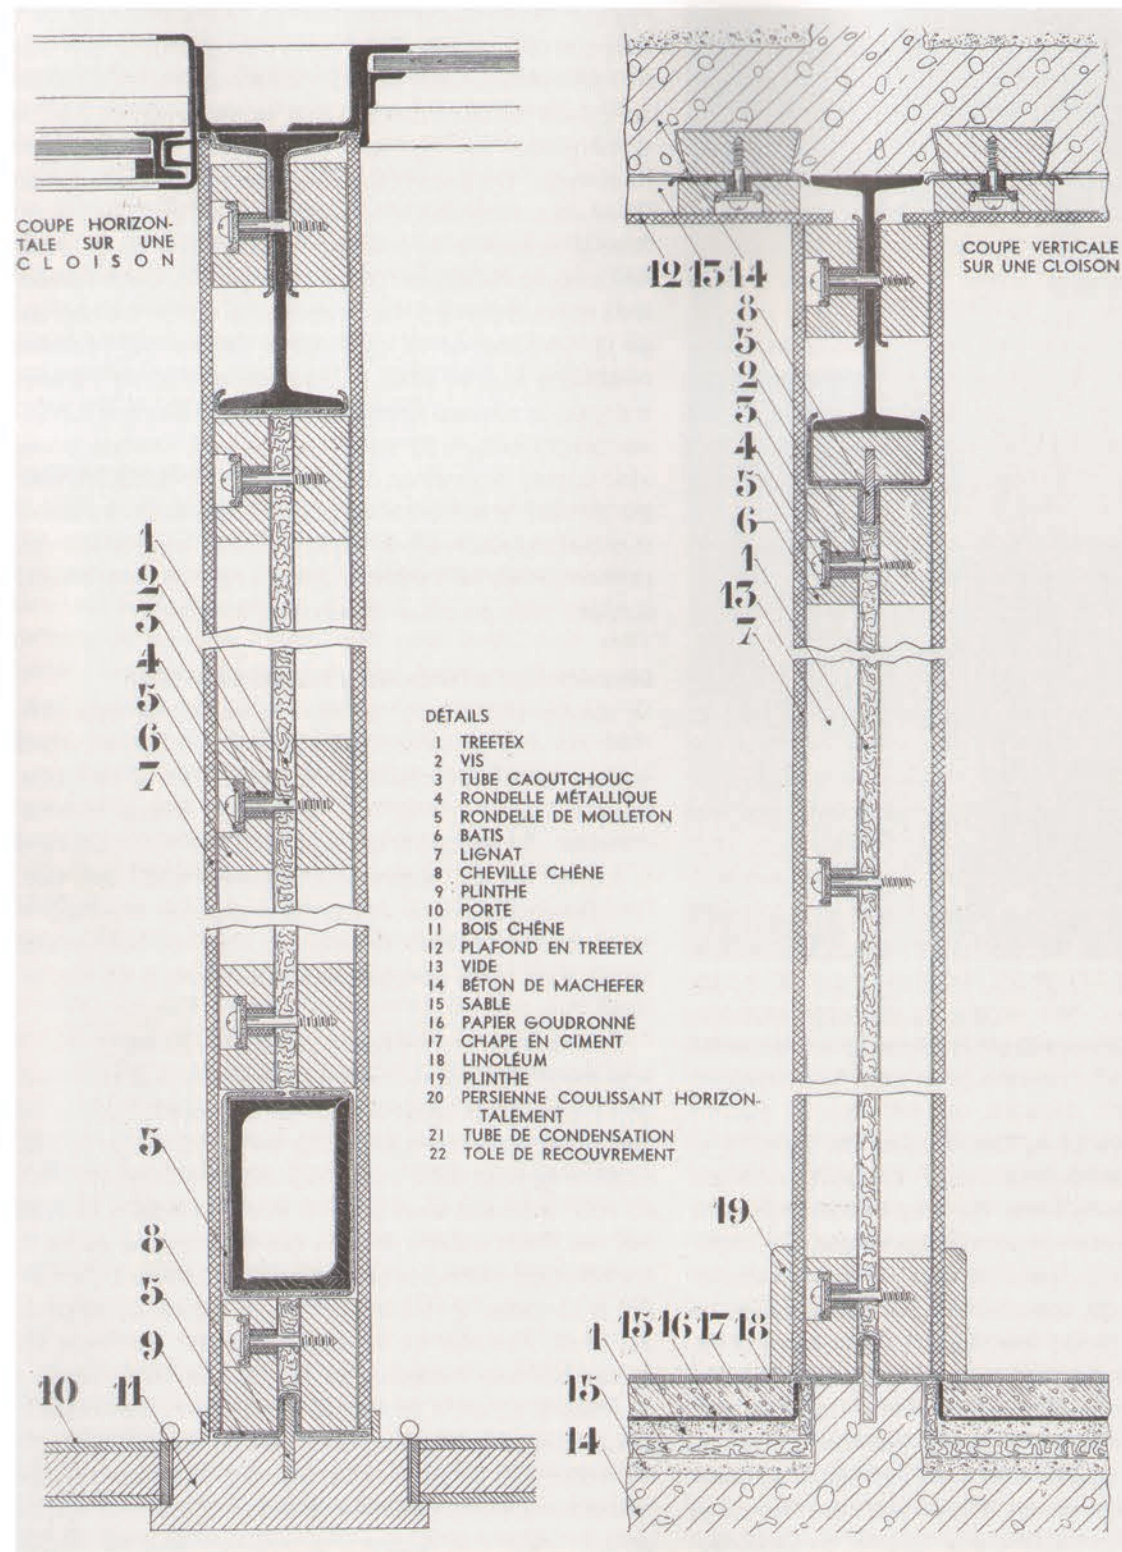 COUPE HORIZON-
TALE SUR UNE
CLOISON
COUPE VERTICALE
SUR UNE CLOISON
12 13 14
8
5
2
3
4
5
6
1
13
7
1
2
3
4
5
6
7
DÉTAILS
1 TREETEX
2 VIS
3 TUBE CAOUTCHOUC
4 RONDELLE MÉTALLIQUE
5 RONDELLE DE MOLLETON
6 BATIS
7 LIGNAT
8 CHEVILLE CHÊNE
9 PLINTHE
10 PORTE
11 BOIS CHÊNE
12 PLAFOND EN TREETEX
13 VIDE
14 BÉTON DE MACHEFER
15 SABLE
16 PAPIER GOUDRONNÉ
17 CHAPE EN CIMENT
18 LINOLÉUM
19 PLINTHE
20 PERSIENNE COULISSANT HORIZON-
TALEMENT
21 TUBE DE CONDENSATION
22 TOLE DE RECOUVREMENT
5
8
5
9
10 11
19
1 15 16 17 18
15
14